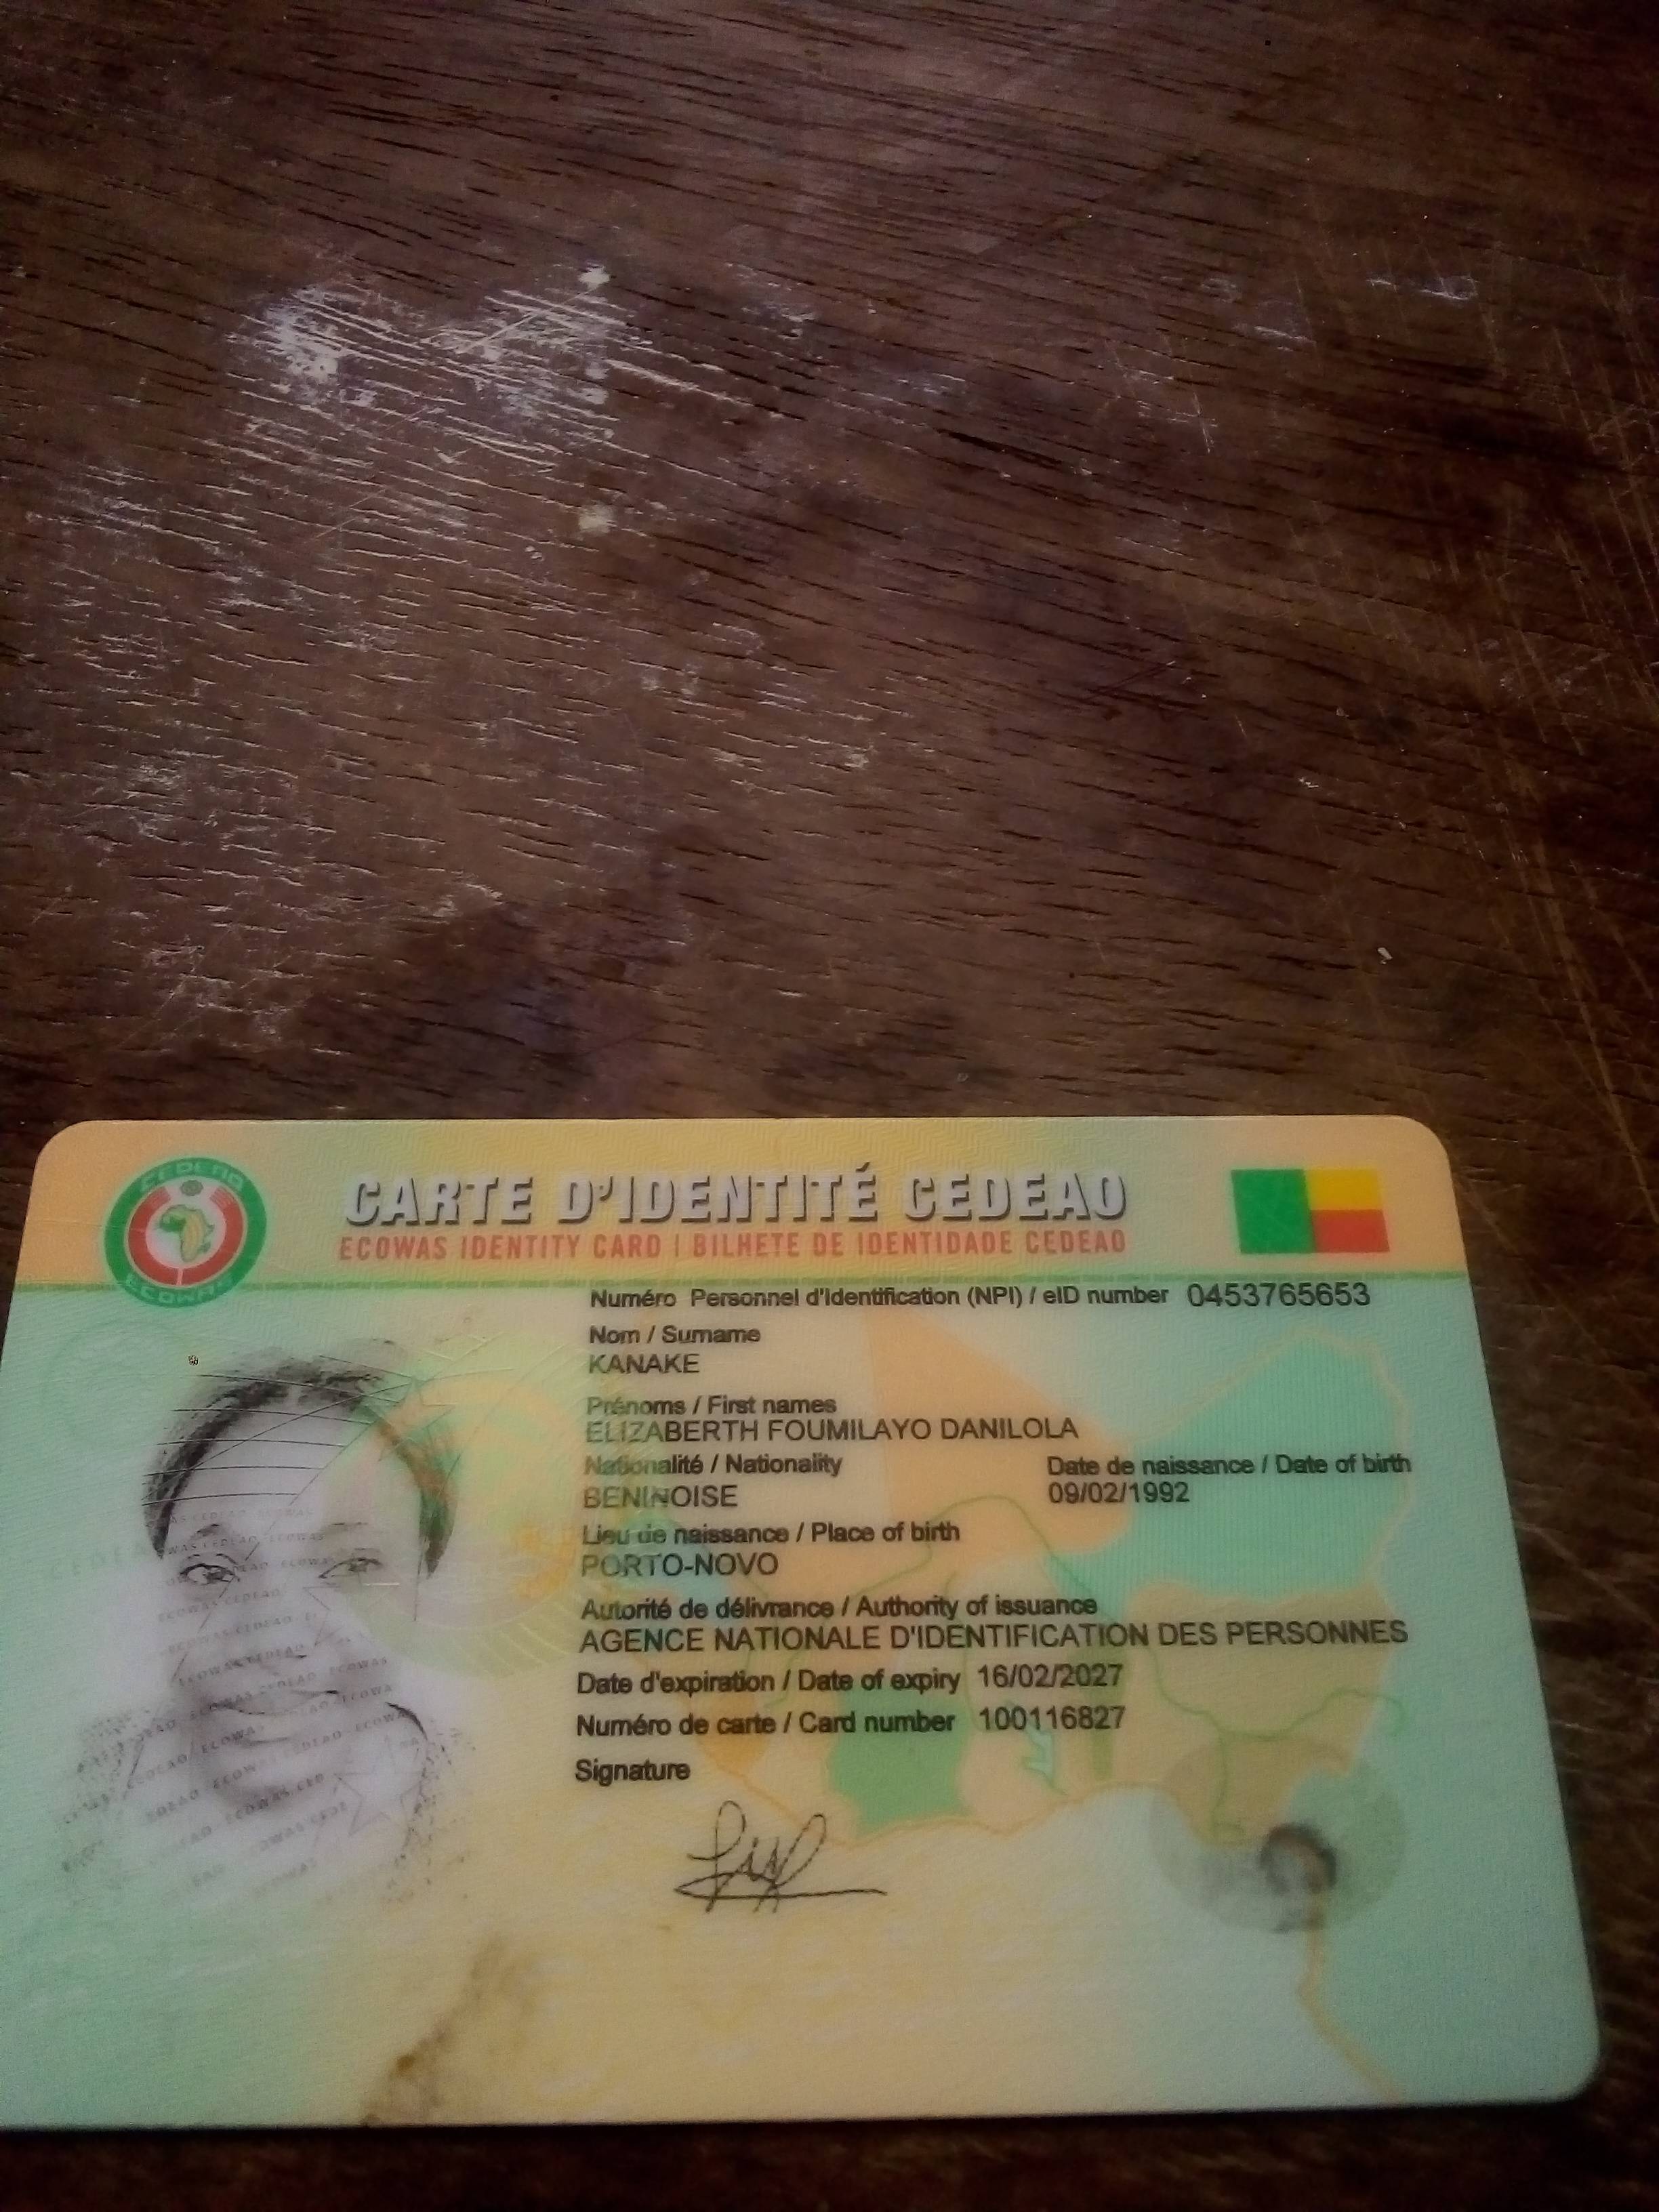 CEDEAO
ECOWAS
CARTE D'IDENTITÉ CEDEAO
ECOWAS IDENTITY CARD | BILHETE DE IDENTIDADE CEDEAO
Numéro Personnel d'Identification (NPI) / eID number 0453765653
Nom / Surname
KANAKE
Prénoms / First names
ELIZABERTH FOUMILAYO DANILOLA
Nationalité / Nationality Date de naissance / Date of birth
BENINOISE 09/02/1992
Lieu de naissance / Place of birth
PORTO-NOVO
Autorité de délivrance / Authority of issuance
AGENCE NATIONALE D'IDENTIFICATION DES PERSONNES
Date d'expiration / Date of expiry 16/02/2027
Numéro de carte / Card number 100116827
Signature